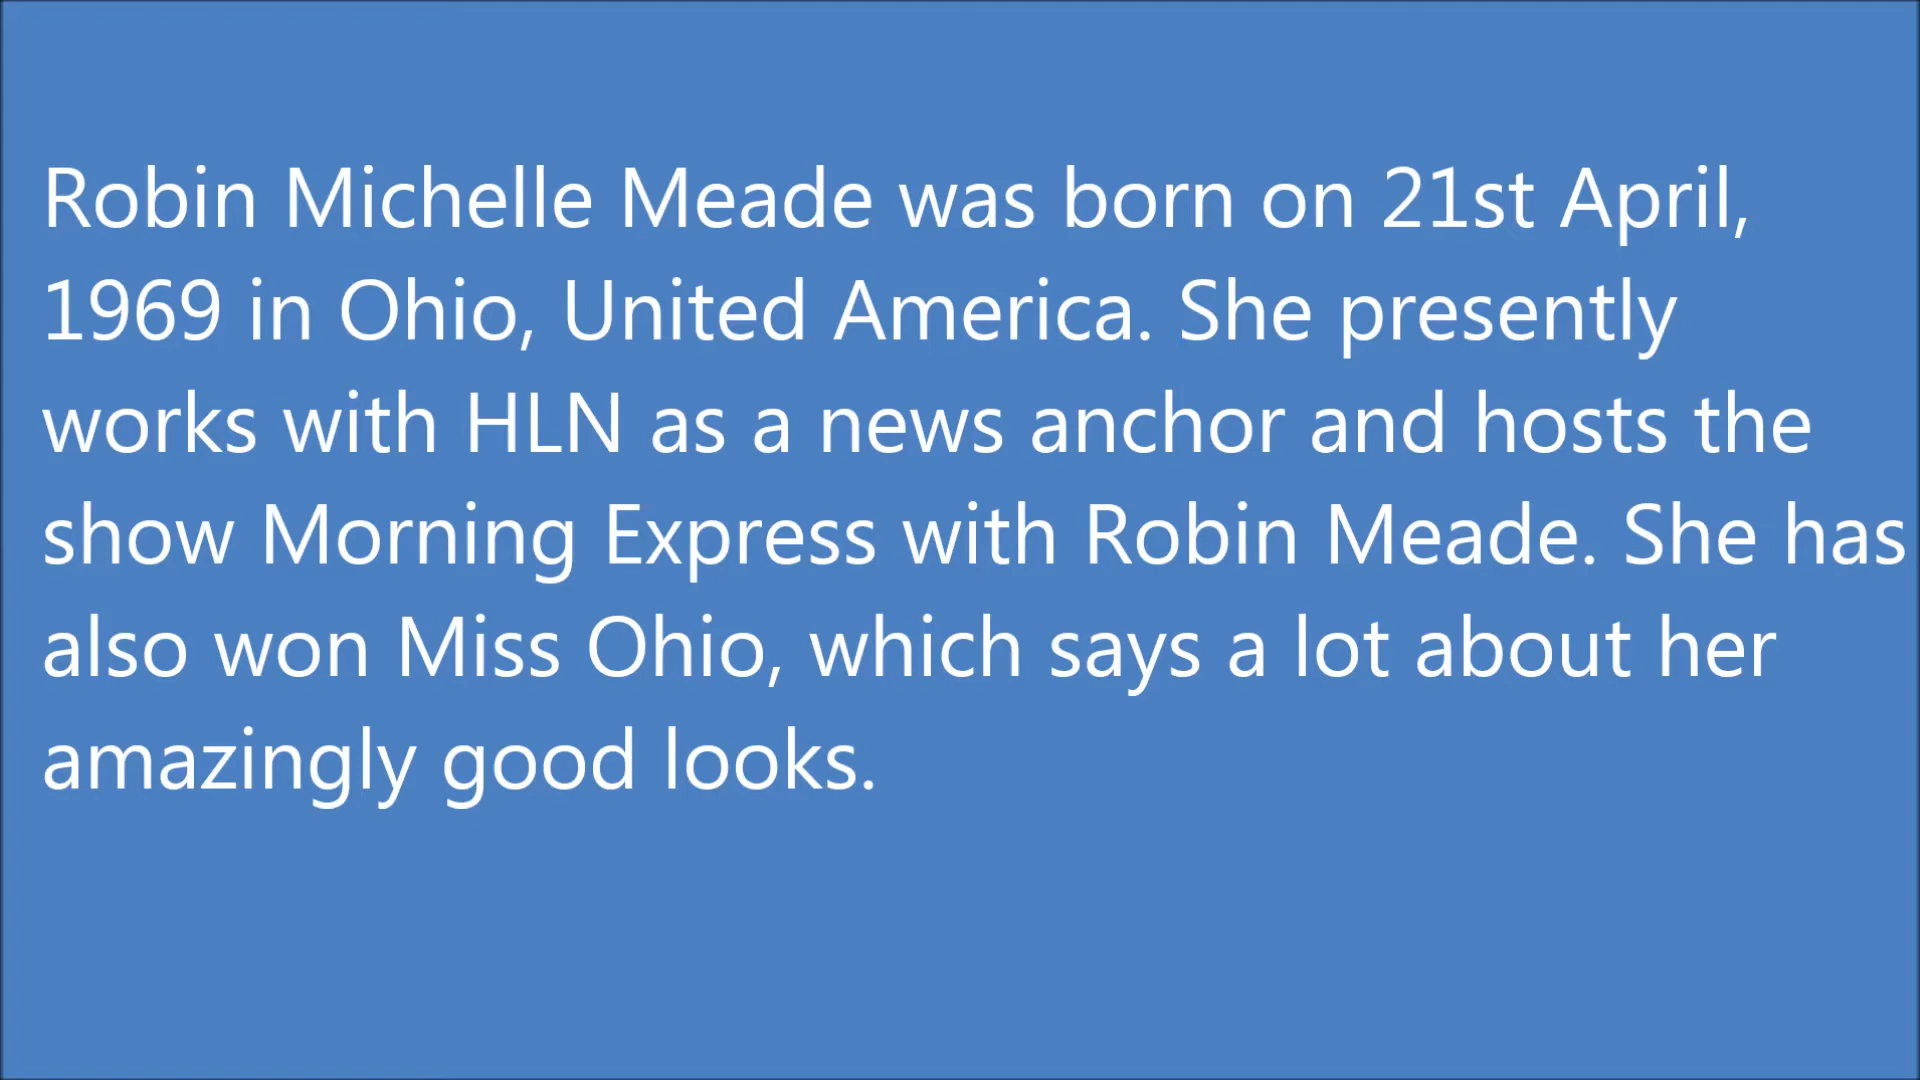 Robin Michelle Meade was born on 21st April,
1969 in Ohio, United America. She presently
works with HLN as a news anchor and hosts the
show Morning Express with Robin Meade. She has
also won Miss Ohio, which says a lot about her
amazingly good looks.